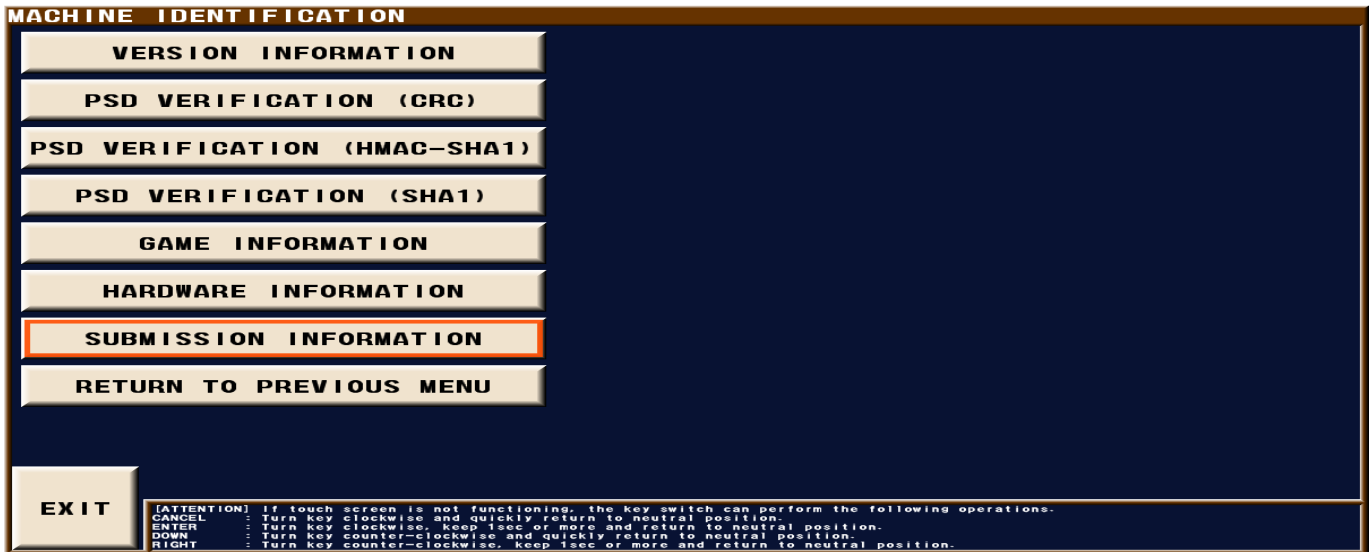 MACHINE IDENTIFICATION
VERSION INFORMATION
PSD VERIFICATION (CRC)
PSD VERIFICATION (HMAC-SHA1)
PSD VERIFICATION (SHA1)
GAME INFORMATION
HARDWARE INFORMATION
SUBMISSION INFORMATION
RETURN TO PREVIOUS MENU
EXIT
[ATTENTION] If touch screen is not functioning, the key switch can perform the following operations.
CANCEL : Turn key clockwise and quickly return to neutral position.
ENTER : Turn key clockwise, keep 1sec or more and return to neutral position.
DOWN : Turn key counter-clockwise and quickly return to neutral position.
RIGHT : Turn key counter-clockwise, keep 1sec or more and return to neutral position.